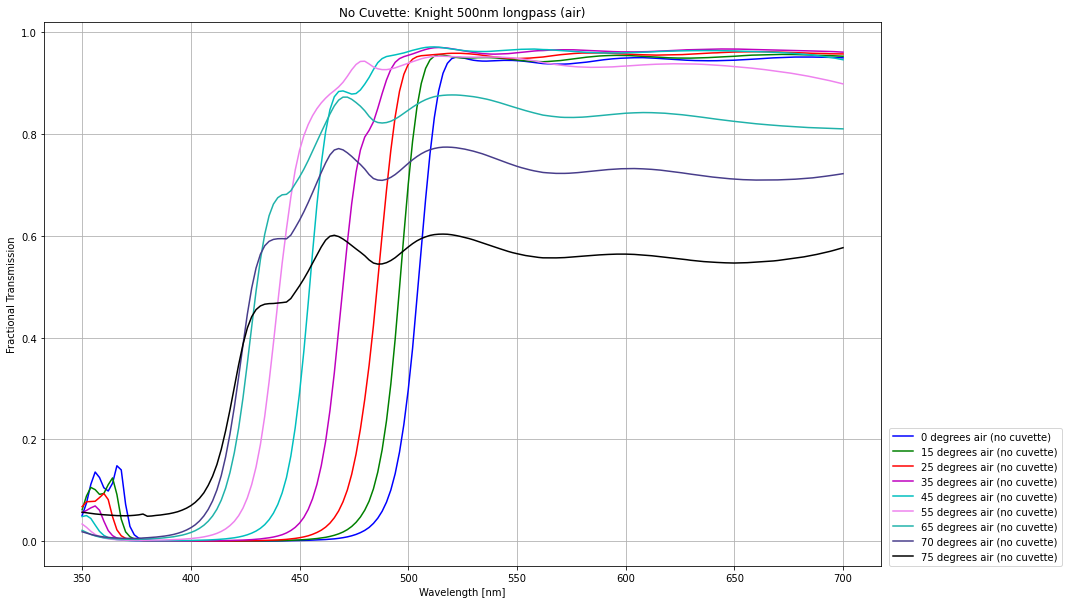 No Cuvette: Knight 500nm longpass (air)
1.0
0.8
0.6
0.4
0.2
0.0
Fractional Transmission
350 400 450 500 550 600 650 700
Wavelength [nm]
0 degrees air (no cuvette)
15 degrees air (no cuvette)
25 degrees air (no cuvette)
35 degrees air (no cuvette)
45 degrees air (no cuvette)
55 degrees air (no cuvette)
65 degrees air (no cuvette)
70 degrees air (no cuvette)
75 degrees air (no cuvette)